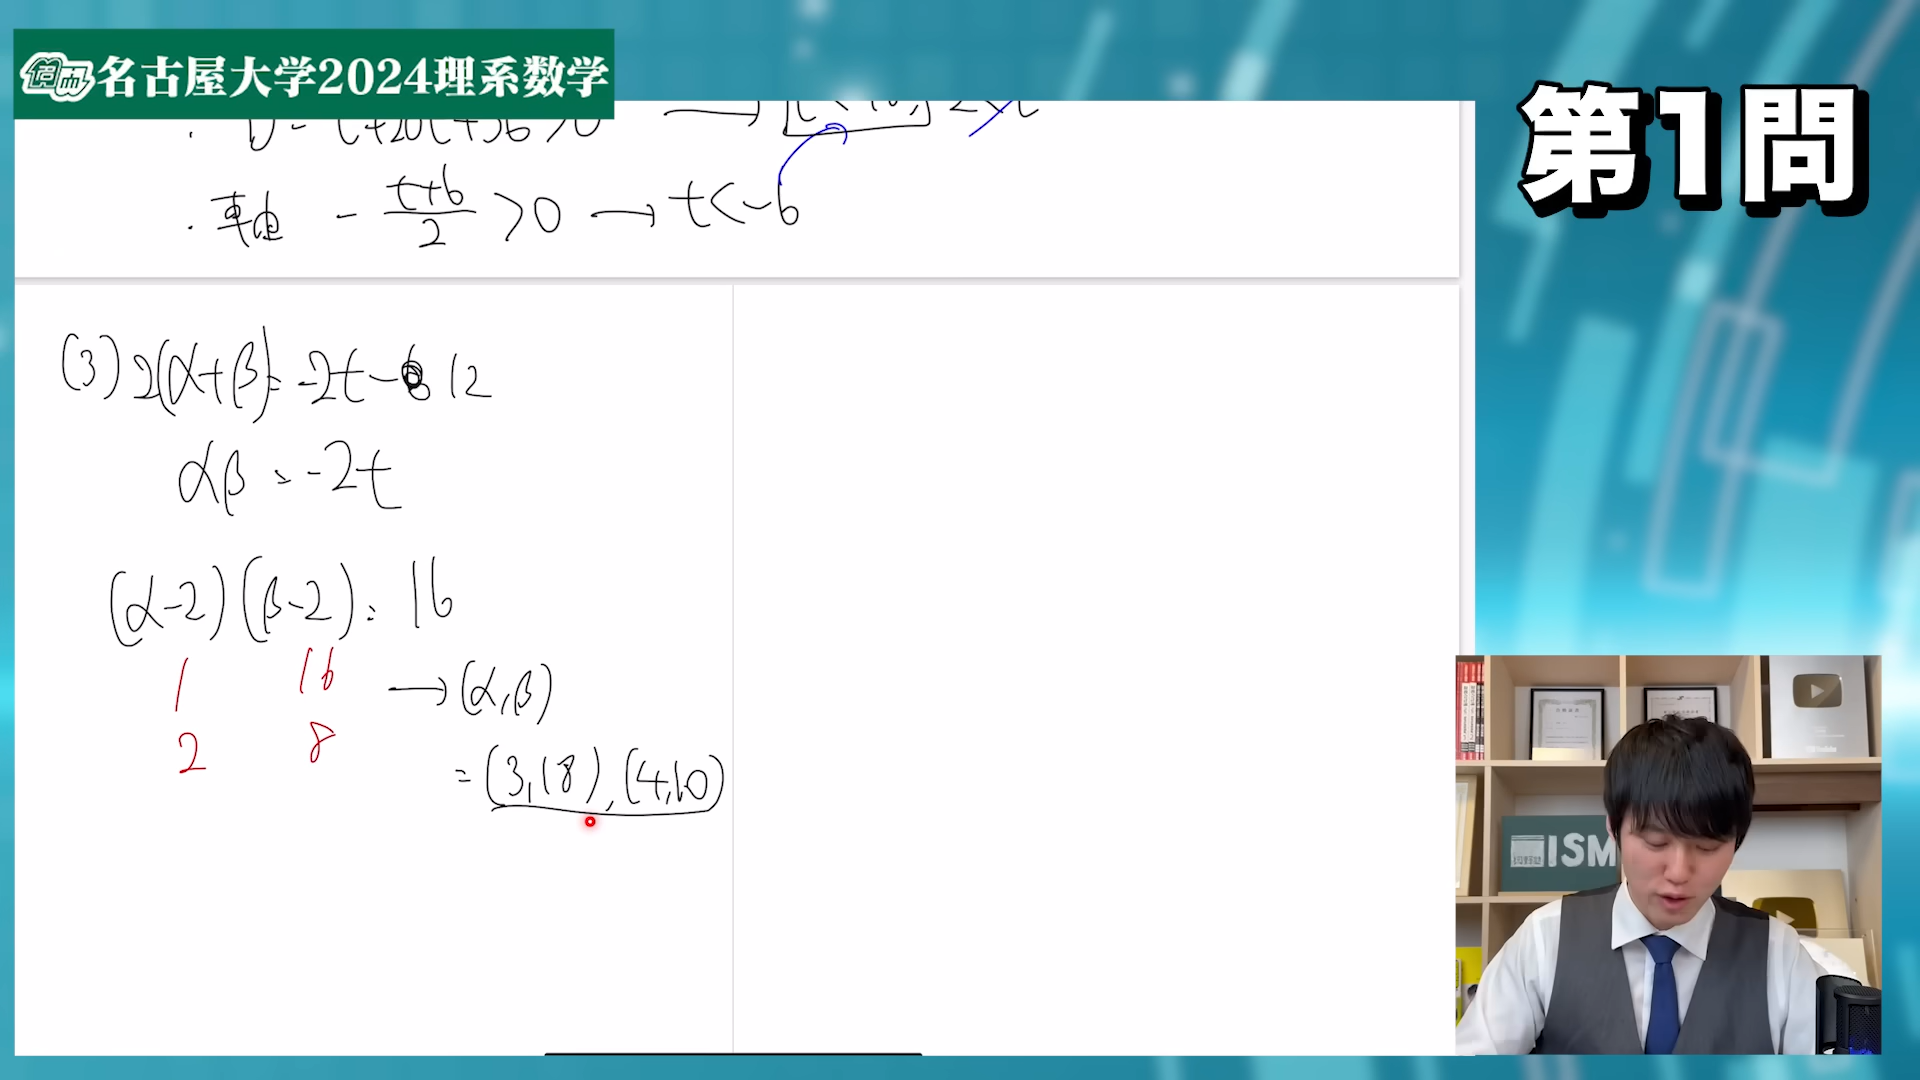 名古屋大学2024理系数学
第1問
・軸 -(t+6)/2 >0 → t<-6
(3) 2(α+β)=-2t-12
αβ=-2t
(α-2)(β-2)=16
1 16 → (α,β)
2 8
=(3,18),(4,10)
ISM